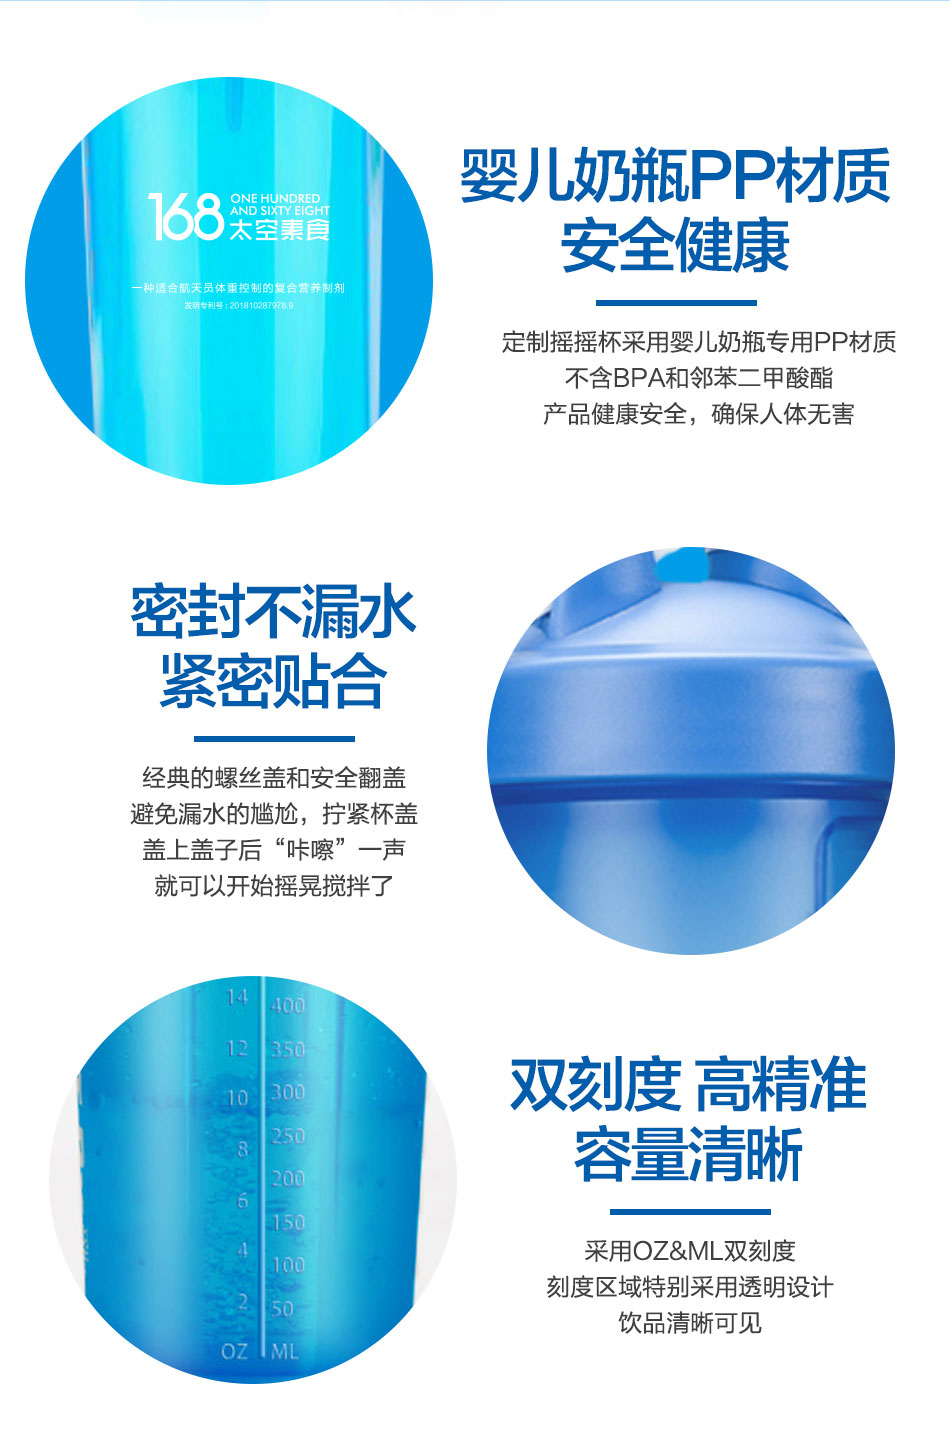 168
ONE HUNDRED
AND SIXTY EIGHT
太空素食
一种适合航天员体重控制的复合营养制剂
发明专利号：201810287978.9
婴儿奶瓶PP材质
安全健康
定制摇摇杯采用婴儿奶瓶专用PP材质
不含BPA和邻苯二甲酸酯
产品健康安全，确保人体无害
密封不漏水
紧密贴合
经典的螺丝盖和安全翻盖
避免漏水的尴尬，拧紧杯盖
盖上盖子后“咔嚓”一声
就可以开始摇晃搅拌了
14 400
12 350
10 300
8 250
200
6 150
4 100
2 50
OZ ML
双刻度 高精准
容量清晰
采用OZ&ML双刻度
刻度区域特别采用透明设计
饮品清晰可见